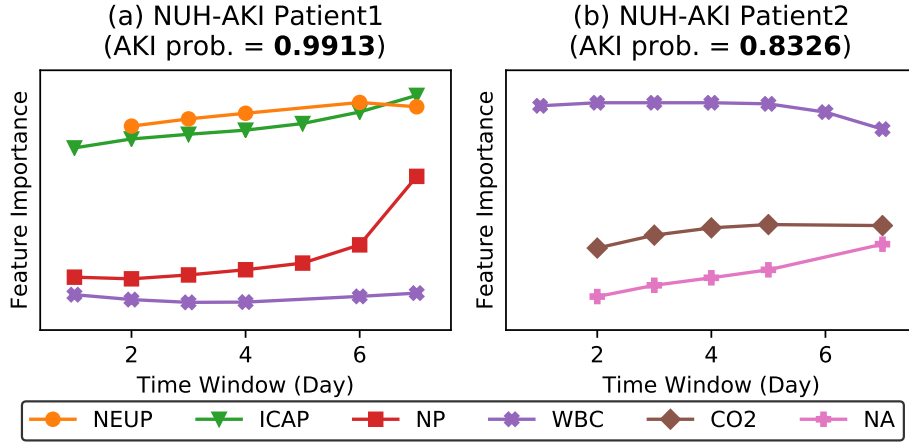 (a) NUH-AKI Patient1
(AKI prob. = 0.9913)
Feature Importance
2 4 6
Time Window (Day)
(b) NUH-AKI Patient2
(AKI prob. = 0.8326)
Feature Importance
2 4 6
Time Window (Day)
NEUP ICAP NP WBC CO2 NA